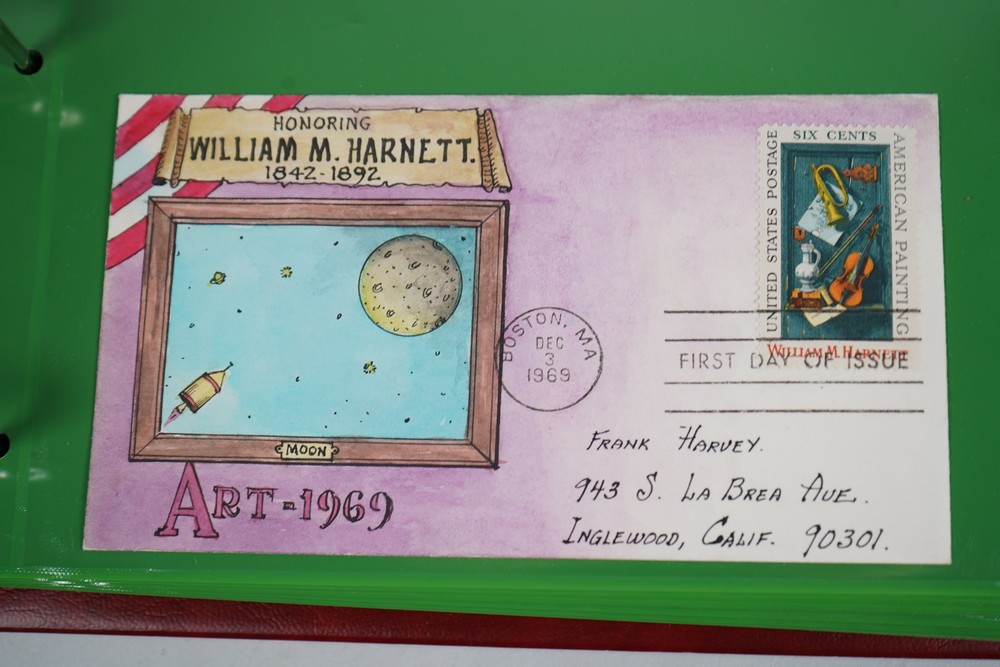 HONORING
WILLIAM M. HARNETT.
1842-1892
MOON
ART-1969
BOSTON, MA
DEC
3
1969
SIX CENTS
UNITED STATES POSTAGE
AMERICAN PAINTING
WILLIAM M. HARNETT
FIRST DAY OF ISSUE
FRANK HARVEY.
943 S. LA BREA AVE.
INGLEWOOD, CALIF. 90301.